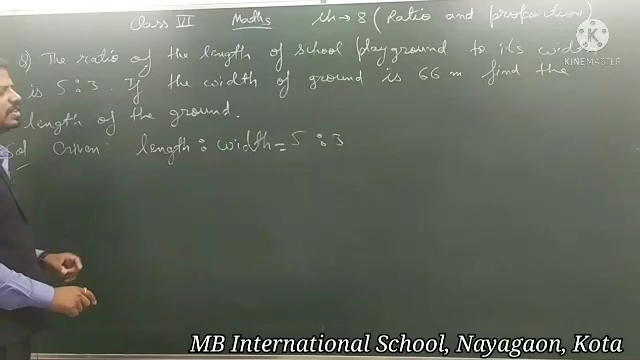 Class VI Maths Ch → 8 (Ratio and proportion)
Q) The ratio of the length of school playground to its width
is 5:3. If the width of ground is 66 m find the
length of the ground.
Sol Given: length : width = 5 : 3
KINEMASTER
MB International School, Nayagaon, Kota